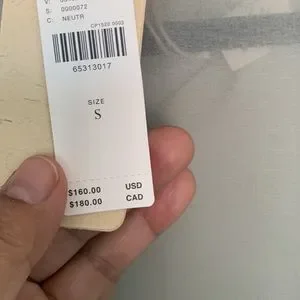 S: 0000072
C: NEUTR
CP1520 0002
65313017
SIZE
S
$160.00 USD
$180.00 CAD